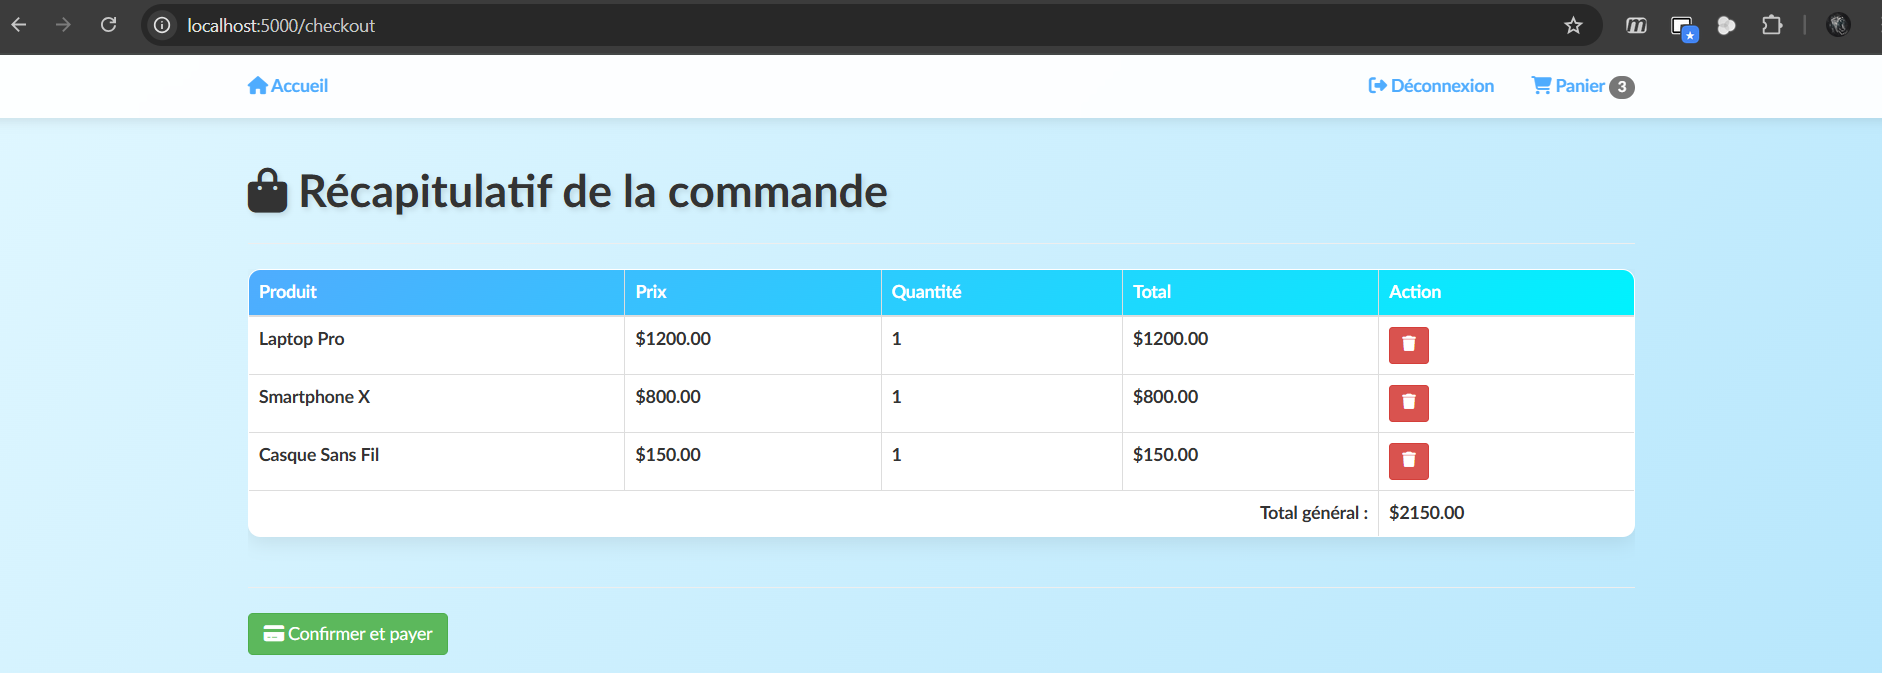 localhost:5000/checkout
Accueil Déconnexion Panier 3
Récapitulatif de la commande
Produit Prix Quantité Total Action
Laptop Pro $1200.00 1 $1200.00
Smartphone X $800.00 1 $800.00
Casque Sans Fil $150.00 1 $150.00
Total général : $2150.00
Confirmer et payer